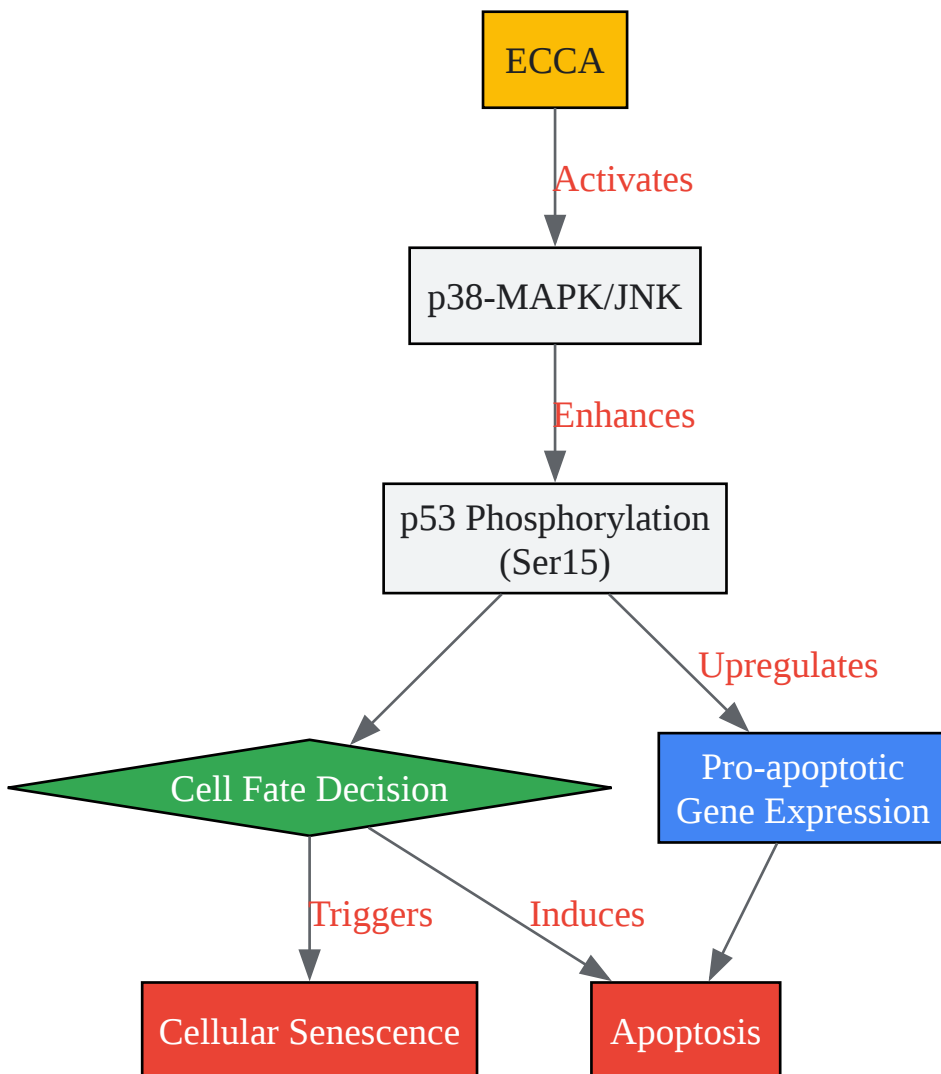 ECCA
Activates
p38-MAPK/JNK
Enhances
p53 Phosphorylation
(Ser15)
Upregulates
Cell Fate Decision
Pro-apoptotic
Gene Expression
Triggers
Induces
Cellular Senescence
Apoptosis